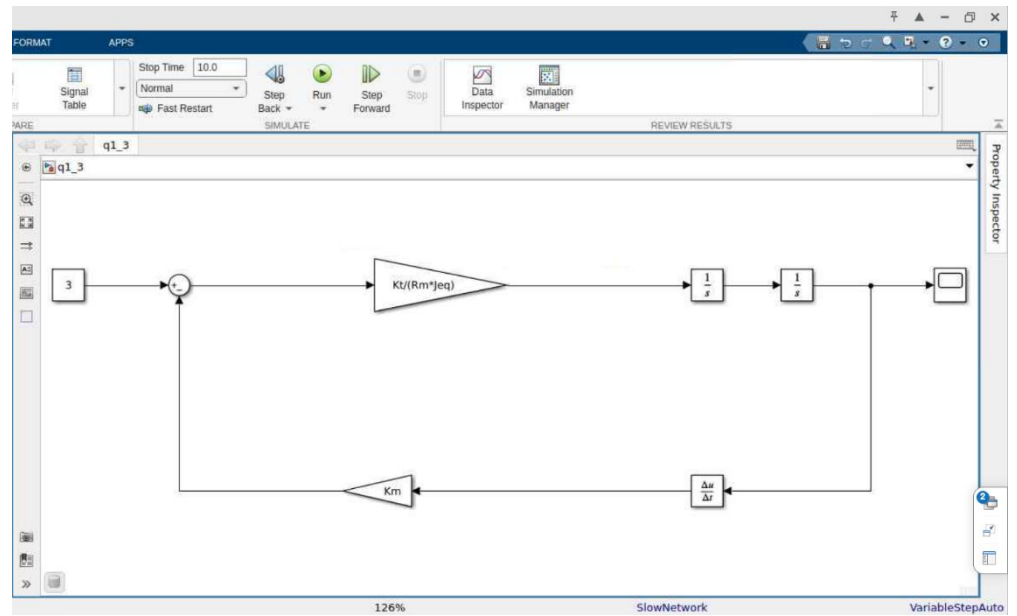 FORMAT APPS
Stop Time 10.0
Normal
Fast Restart
Signal
Table
Step
Back
Run
Step
Forward
Stop
Data
Inspector
Simulation
Manager
SIMULATE
REVIEW RESULTS
q1_3
q1_3
Property Inspector
3
+
-
Kt/(Rm*Jeq)
1
s
1
s
Km
Δu
Δt
2
126% SlowNetwork VariableStepAuto